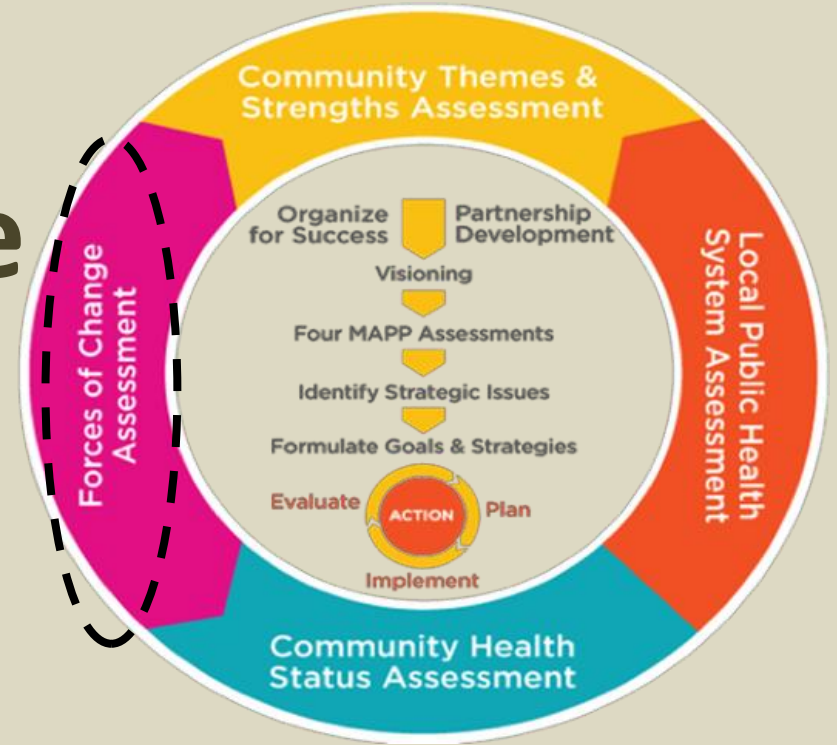 Community Themes &
Strengths Assessment
e
Organize
for Success
Partnership
Development
Visioning
Four MAPP Assessments
Identify Strategic Issues
Formulate Goals & Strategies
Evaluate
ACTION
Plan
Implement
Forces of Change
Assessment
Local Public Health
System Assessment
Community Health
Status Assessment